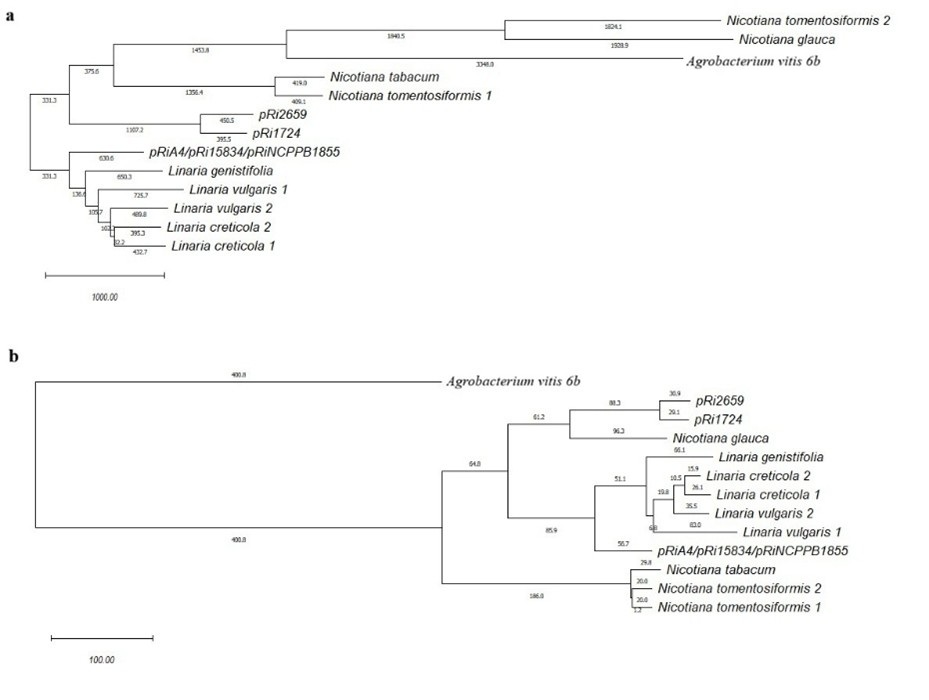 a
1824.1
Nicotiana tomentosiformis 2
1840.5
1928.9
Nicotiana glauca
1453.8
3348.0
Agrobacterium vitis 6b
375.6
419.0
Nicotiana tabacum
1356.4
409.1
Nicotiana tomentosiformis 1
331.3
450.5
pRi2659
1107.2
395.5
pRi1724
630.6
pRiA4/pRi15834/pRiNCPPB1855
331.3
650.3
Linaria genistifolia
136.6
725.7
Linaria vulgaris 1
489.8
Linaria vulgaris 2
395.3
Linaria creticola 2
432.7
Linaria creticola 1
1000.00
b
400.8
Agrobacterium vitis 6b
30.9
pRi2659
88.3
29.1
pRi1724
61.2
96.3
Nicotiana glauca
64.8
66.1
Linaria genistifolia
51.1
15.9
Linaria creticola 2
10.5
26.1
Linaria creticola 1
19.8
35.5
Linaria vulgaris 2
83.0
Linaria vulgaris 1
85.9
56.7
pRiA4/pRi15834/pRiNCPPB1855
400.8
29.8
Nicotiana tabacum
20.0
Nicotiana tomentosiformis 2
186.0
20.0
Nicotiana tomentosiformis 1
1.2
100.00